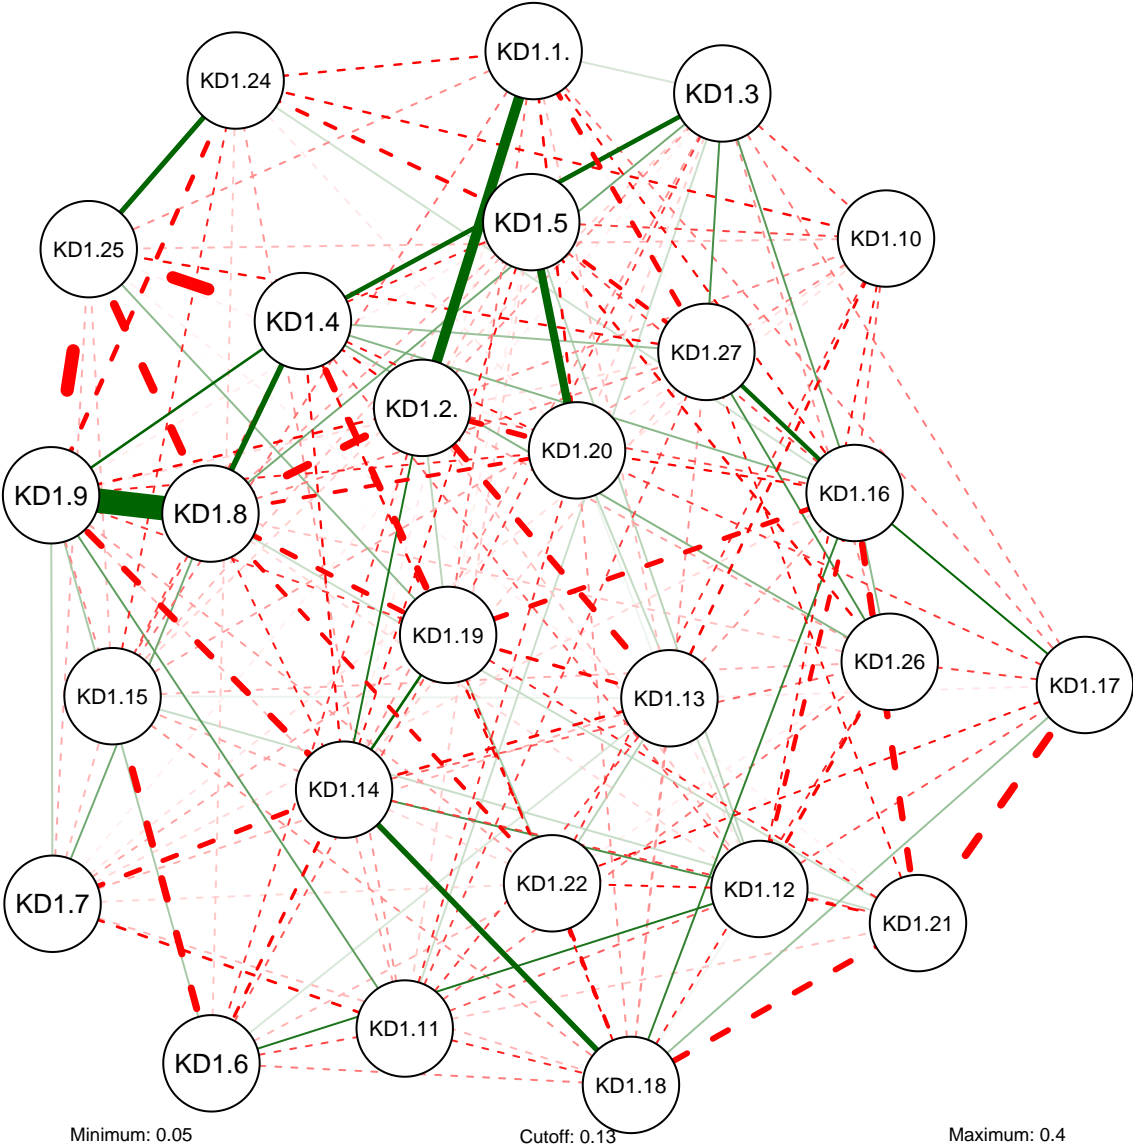 KD1.1.
KD1.24
KD1.3
KD1.5
KD1.10
KD1.25
KD1.4
KD1.27
KD1.2.
KD1.20
KD1.9
KD1.8
KD1.16
KD1.19
KD1.26
KD1.17
KD1.15
KD1.13
KD1.14
KD1.22
KD1.12
KD1.7
KD1.21
KD1.11
KD1.6
KD1.18
Minimum: 0.05
Cutoff: 0.13
Maximum: 0.4